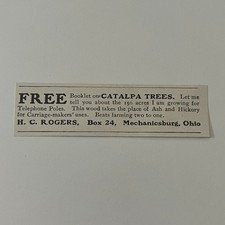 FREE Booklet on CATALPA TREES. Let me
tell you about the 150 acres I am growing for
Telephone Poles. This wood takes the place of Ash and Hickory
for Carriage-makers' uses. Beats farming two to one.
H. C. ROGERS, Box 24, Mechanicsburg, Ohio